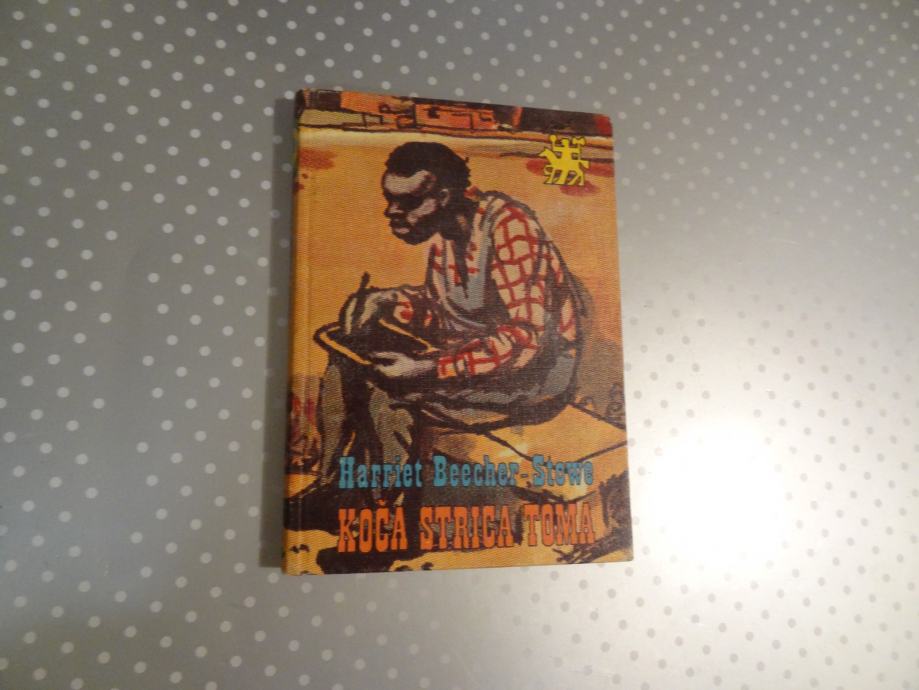 Harriet Beecher-Stowe
KOČA STRICA TOMA